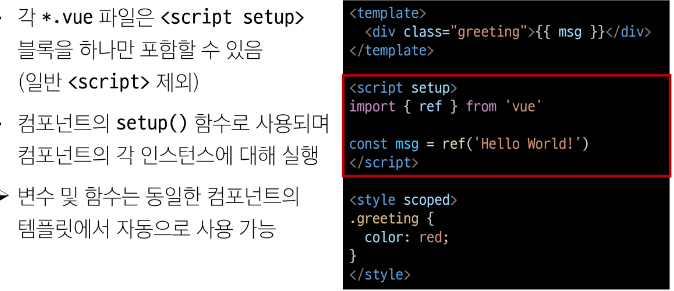 각 *.vue 파일은 <script setup>
블록을 하나만 포함할 수 있음
(일반 <script> 제외)
컴포넌트의 setup() 함수로 사용되며
컴포넌트의 각 인스턴스에 대해 실행
➤ 변수 및 함수는 동일한 컴포넌트의
템플릿에서 자동으로 사용 가능
<template>
  <div class="greeting">{{ msg }}</div>
</template>
<script setup>
import { ref } from 'vue'
const msg = ref('Hello World!')
</script>
<style scoped>
.greeting {
  color: red;
}
</style>